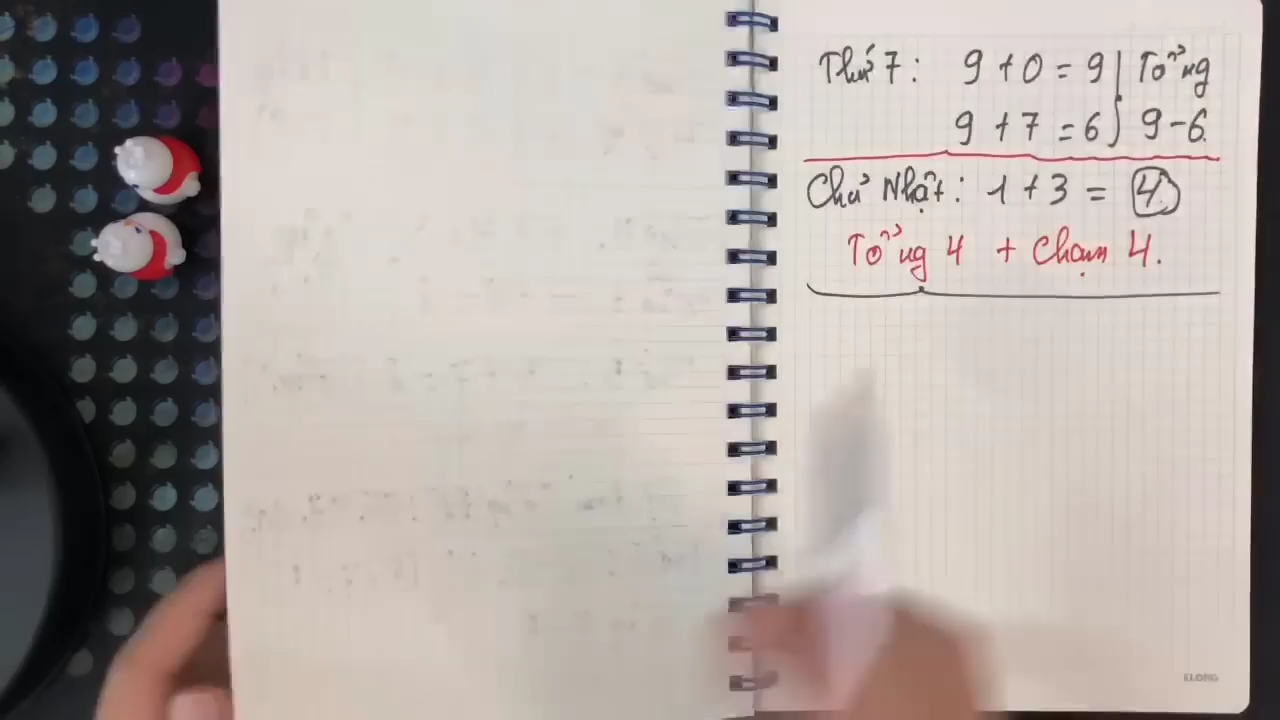 Thứ 7: 9 + 0 = 9 | Tổng
9 + 7 = 6 ) 9 - 6.
Chủ Nhật: 1 + 3 = 4.
Tổng 4 + Chạm 4.
KLONG